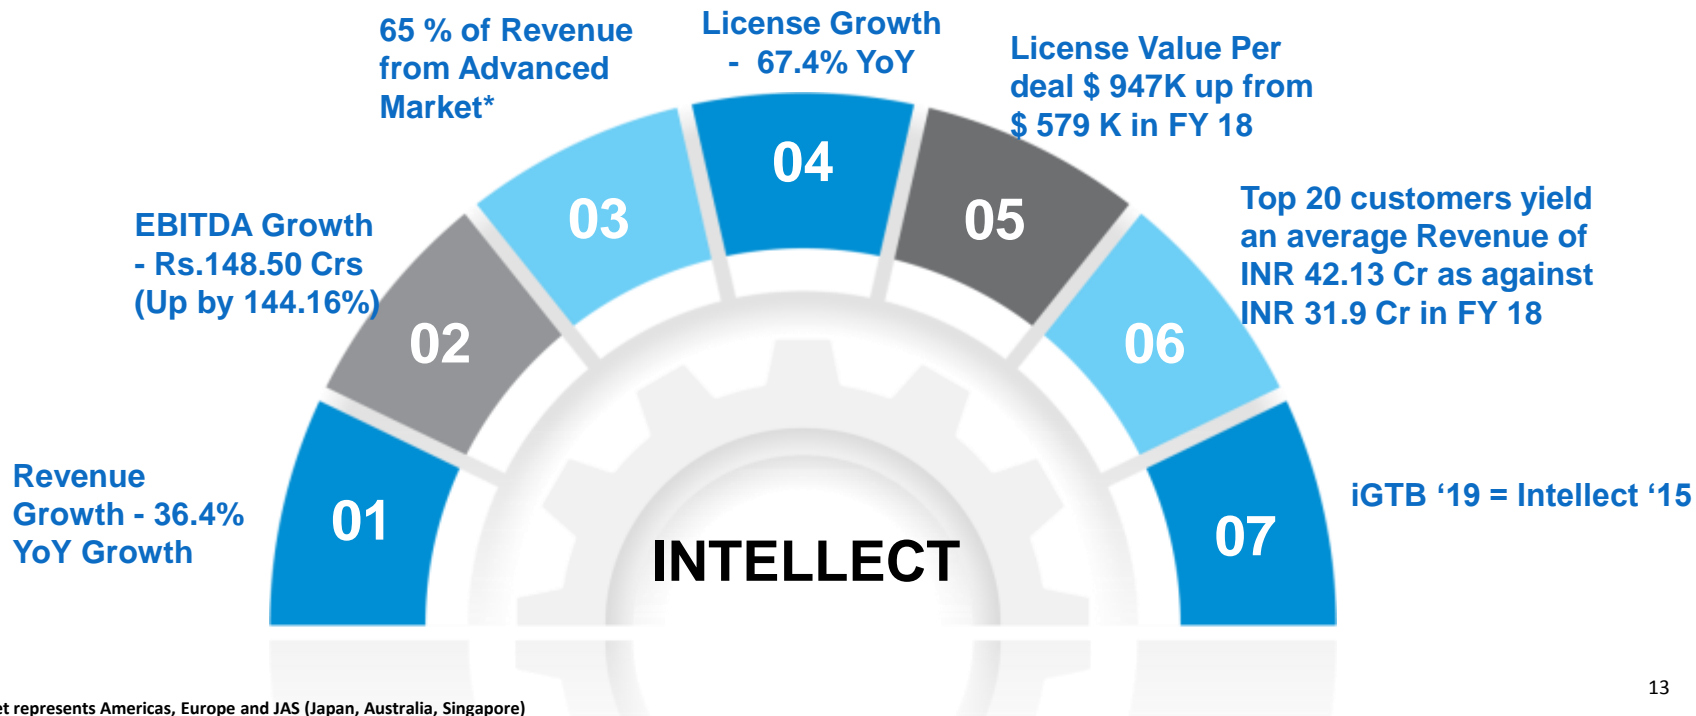 65 % of Revenue
from Advanced
Market*
License Growth
- 67.4% YoY
License Value Per
deal $ 947K up from
$ 579 K in FY 18
EBITDA Growth
- Rs.148.50 Crs
(Up by 144.16%)
Top 20 customers yield
an average Revenue of
INR 42.13 Cr as against
INR 31.9 Cr in FY 18
Revenue
Growth - 36.4%
YoY Growth
iGTB ‘19 = Intellect ‘15
01
02
03
04
05
06
07
INTELLECT
13
represents Americas, Europe and JAS (Japan, Australia, Singapore)